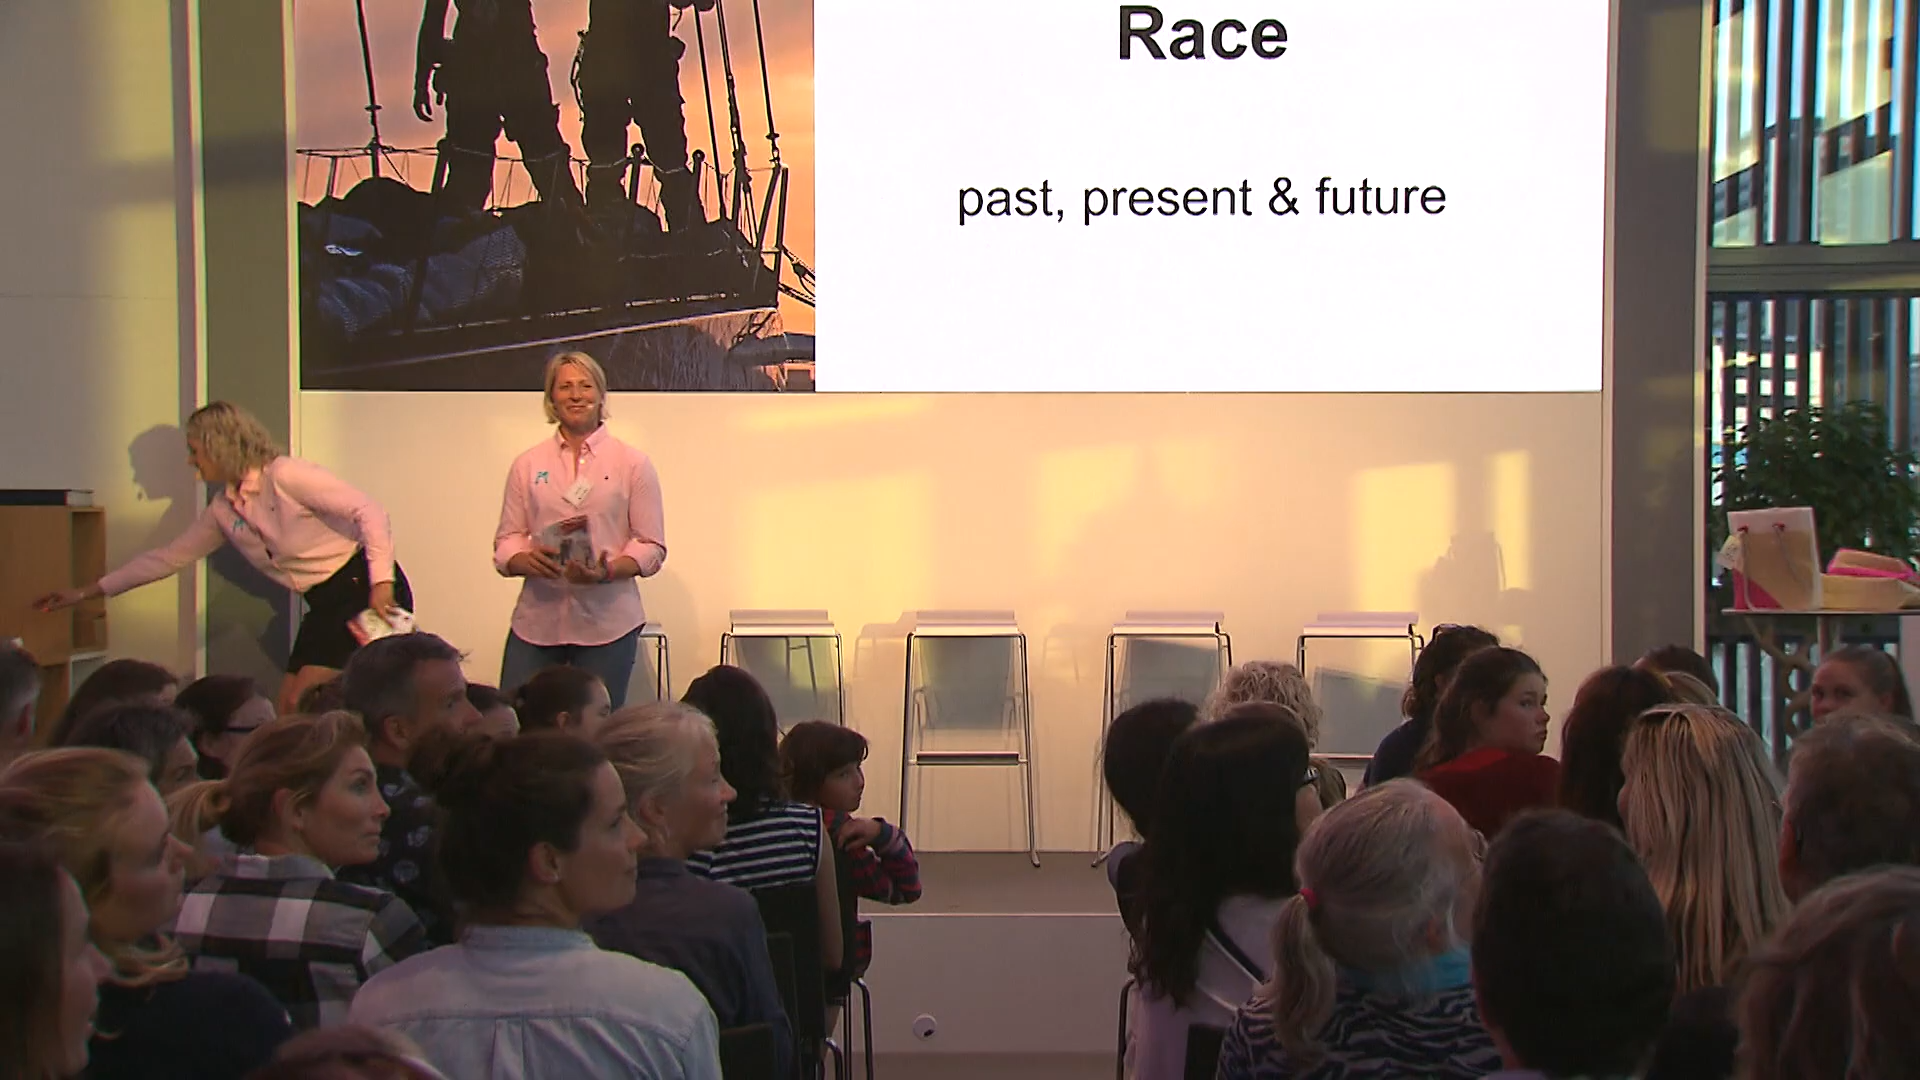 Race
past, present & future